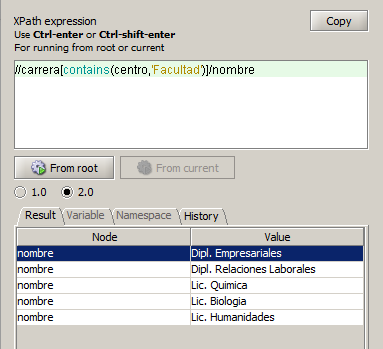 XPath expression
Copy
Use Ctrl-enter or Ctrl-shift-enter
For running from root or current
//carrera[contains(centro,'Facultad')]/nombre
From root
From current
1.0
2.0
Result
Variable
Namespace
History
Node
Value
nombre
Dipl. Empresariales
nombre
Dipl. Relaciones Laborales
nombre
Lic. Quimica
nombre
Lic. Biologia
nombre
Lic. Humanidades